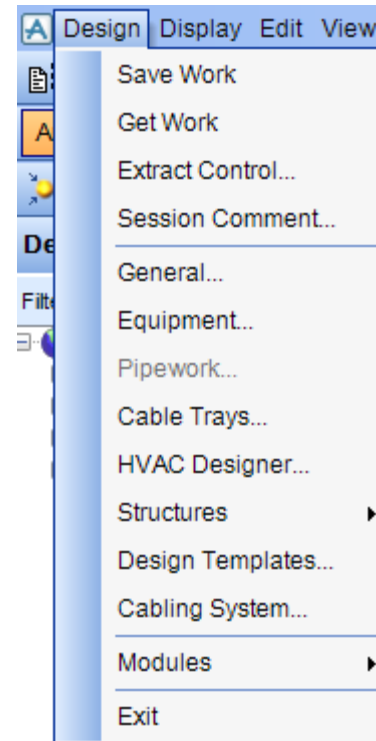 Design Display Edit View
Save Work
Get Work
Extract Control...
Session Comment...
General...
Equipment...
Pipework...
Cable Trays...
HVAC Designer...
Structures
Design Templates...
Cabling System...
Modules
Exit